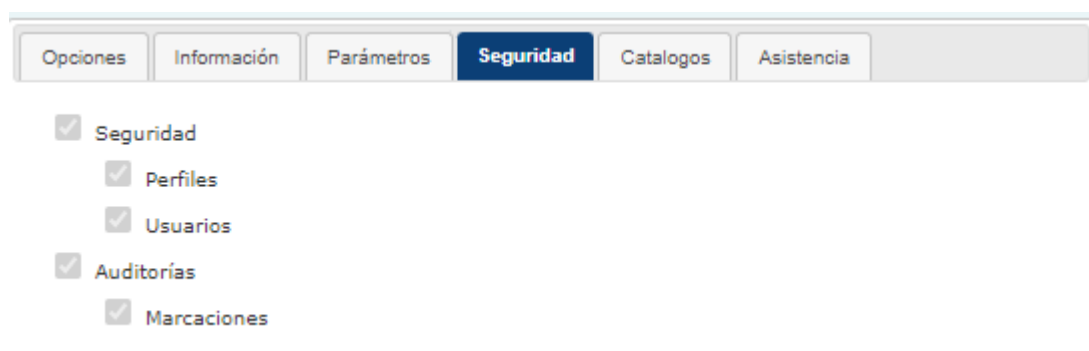 Opciones Información Parámetros Seguridad Catalogos Asistencia
Seguridad
Perfiles
Usuarios
Auditorías
Marcaciones